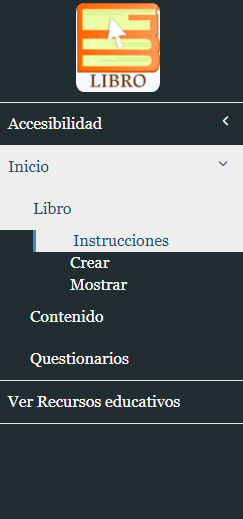 LIBRO
Accesibilidad
Inicio
Libro
Instrucciones
Crear
Mostrar
Contenido
Questionarios
Ver Recursos educativos